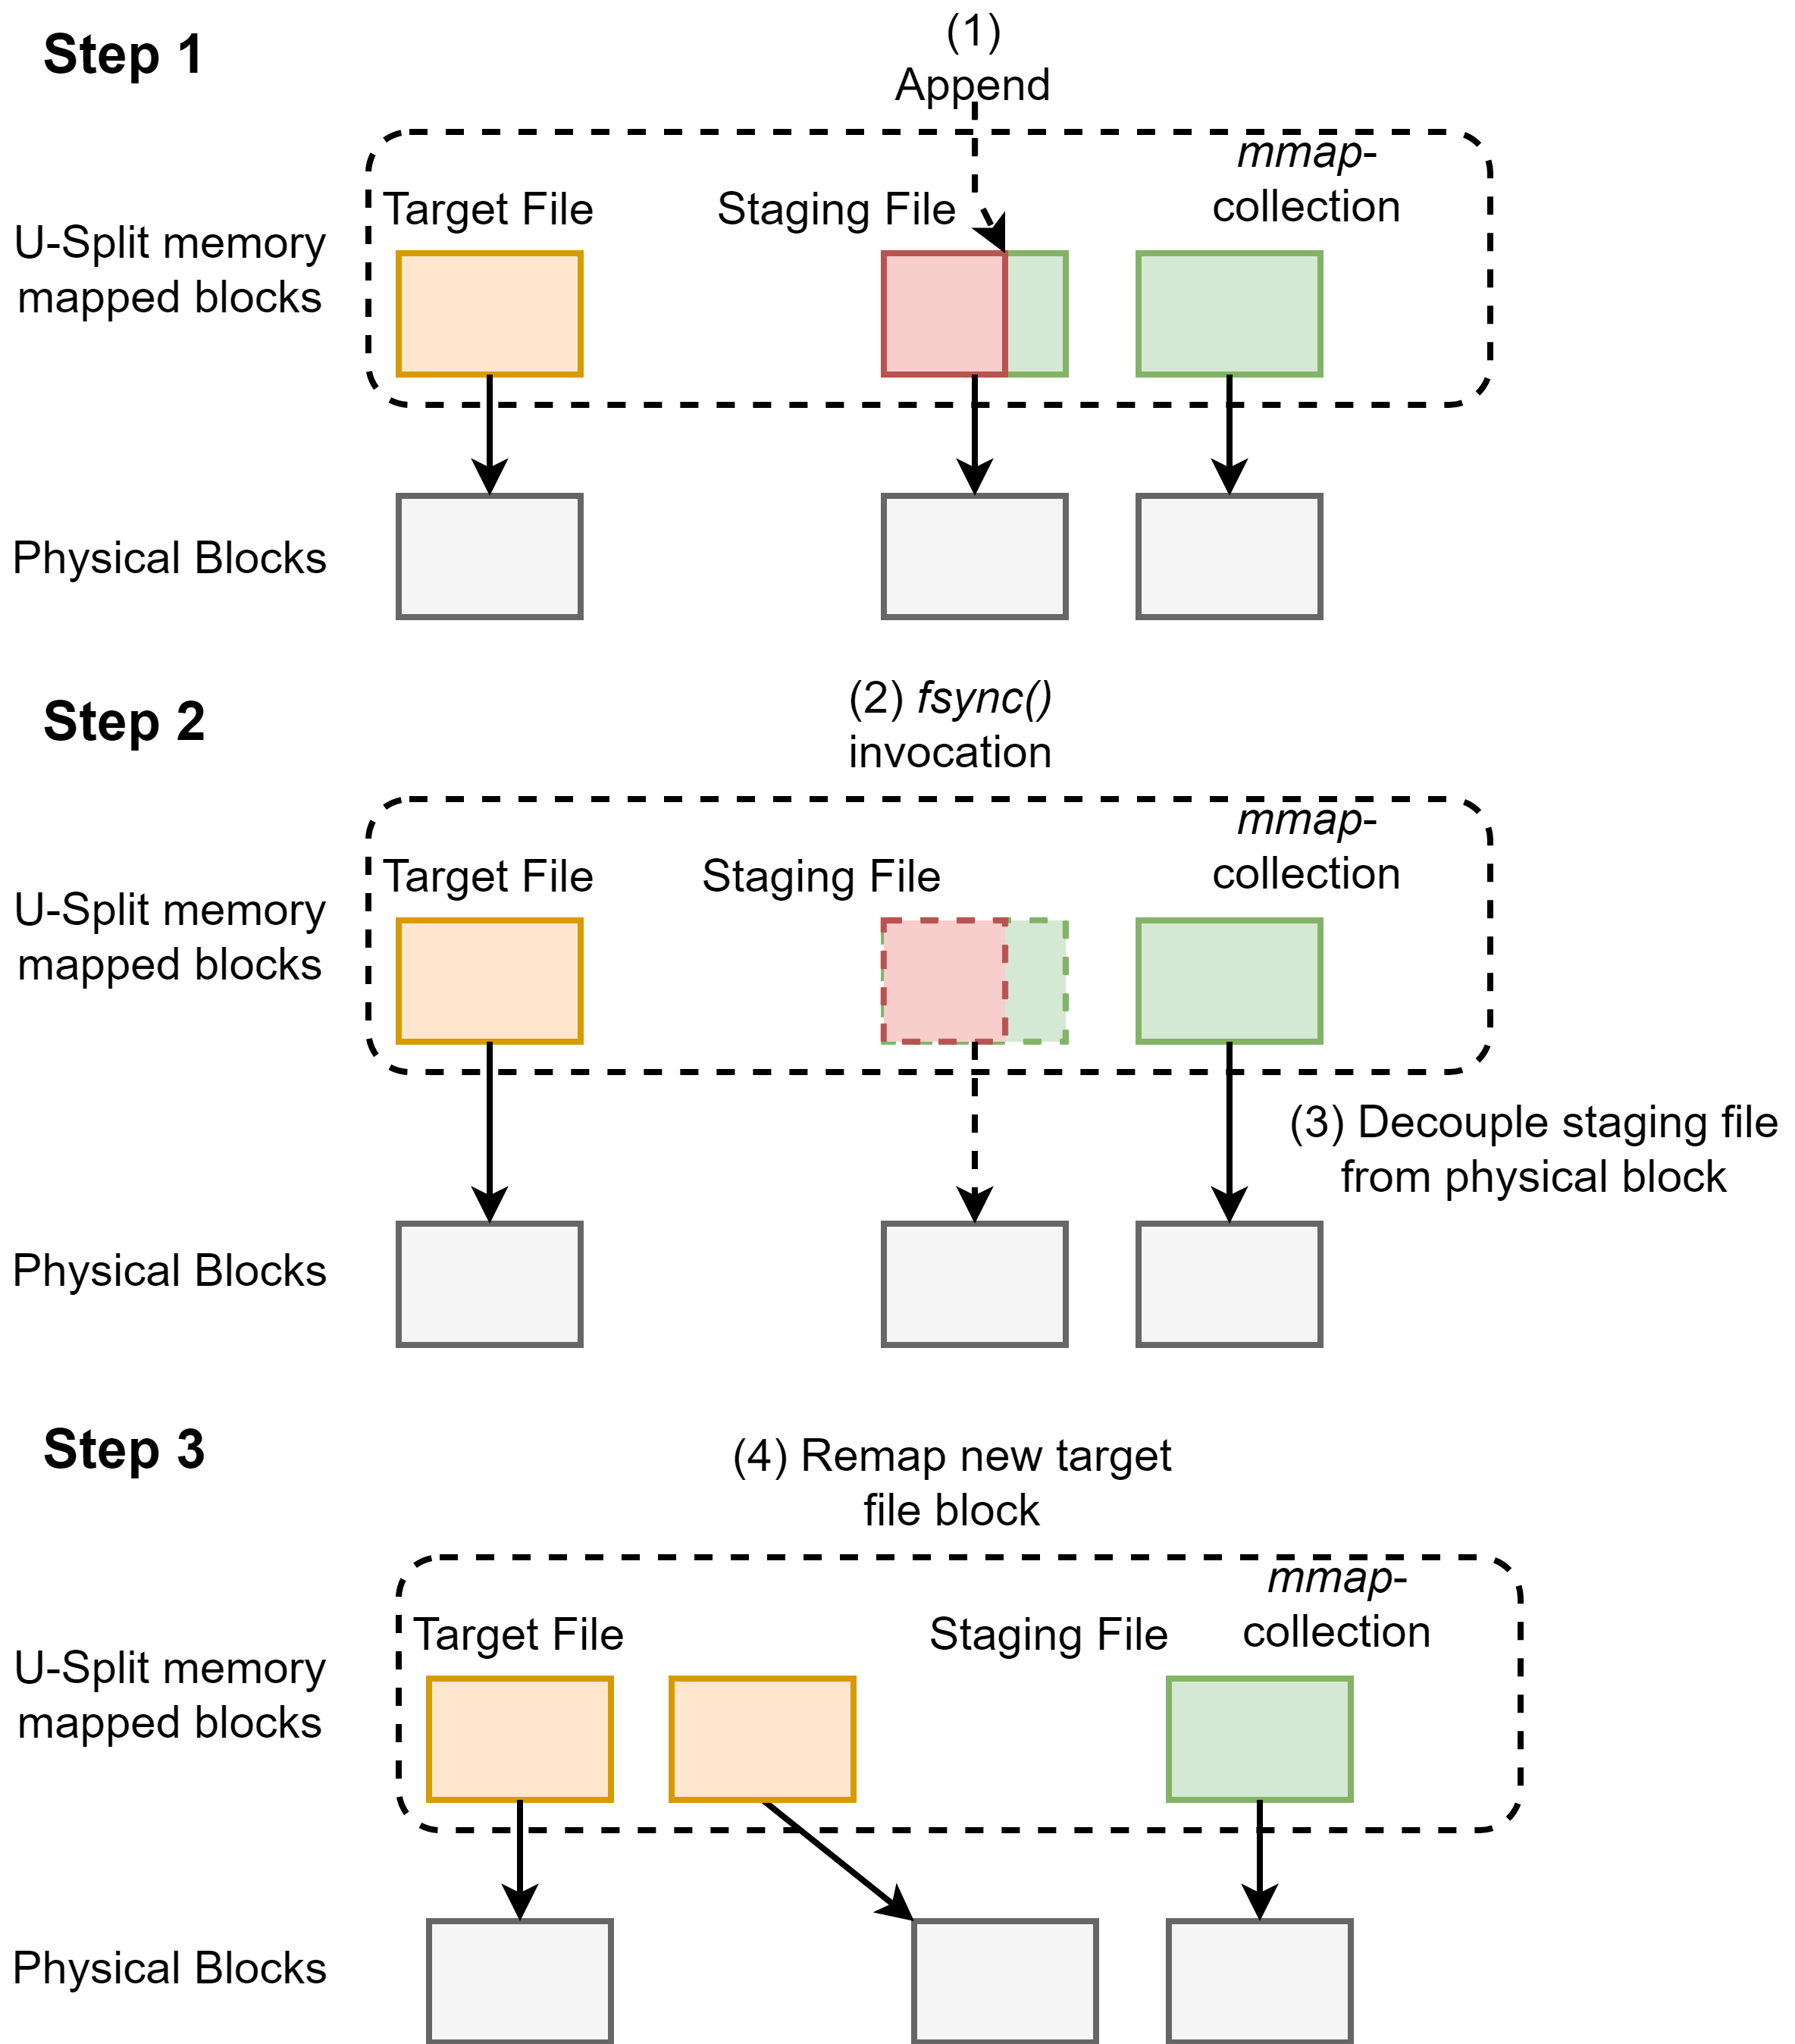 Step 1
(1)
Append
mmap-
Target File
Staging File
collection
U-Split memory
mapped blocks
Physical Blocks
Step 2
(2) fsync()
invocation
mmap-
Target File
Staging File
collection
U-Split memory
mapped blocks
(3) Decouple staging file
from physical block
Physical Blocks
Step 3
(4) Remap new target
file block
mmap-
Target File
Staging File
collection
U-Split memory
mapped blocks
Physical Blocks